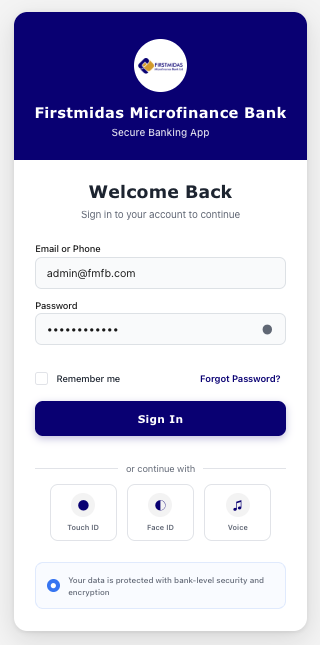 FIRSTMIDAS
Microfinance Bank Ltd
Firstmidas Microfinance Bank
Secure Banking App
Welcome Back
Sign in to your account to continue
Email or Phone
admin@fmfb.com
Password
••••••••••••
Remember me
Forgot Password?
Sign In
or continue with
Touch ID
Face ID
Voice
Your data is protected with bank-level security and
encryption